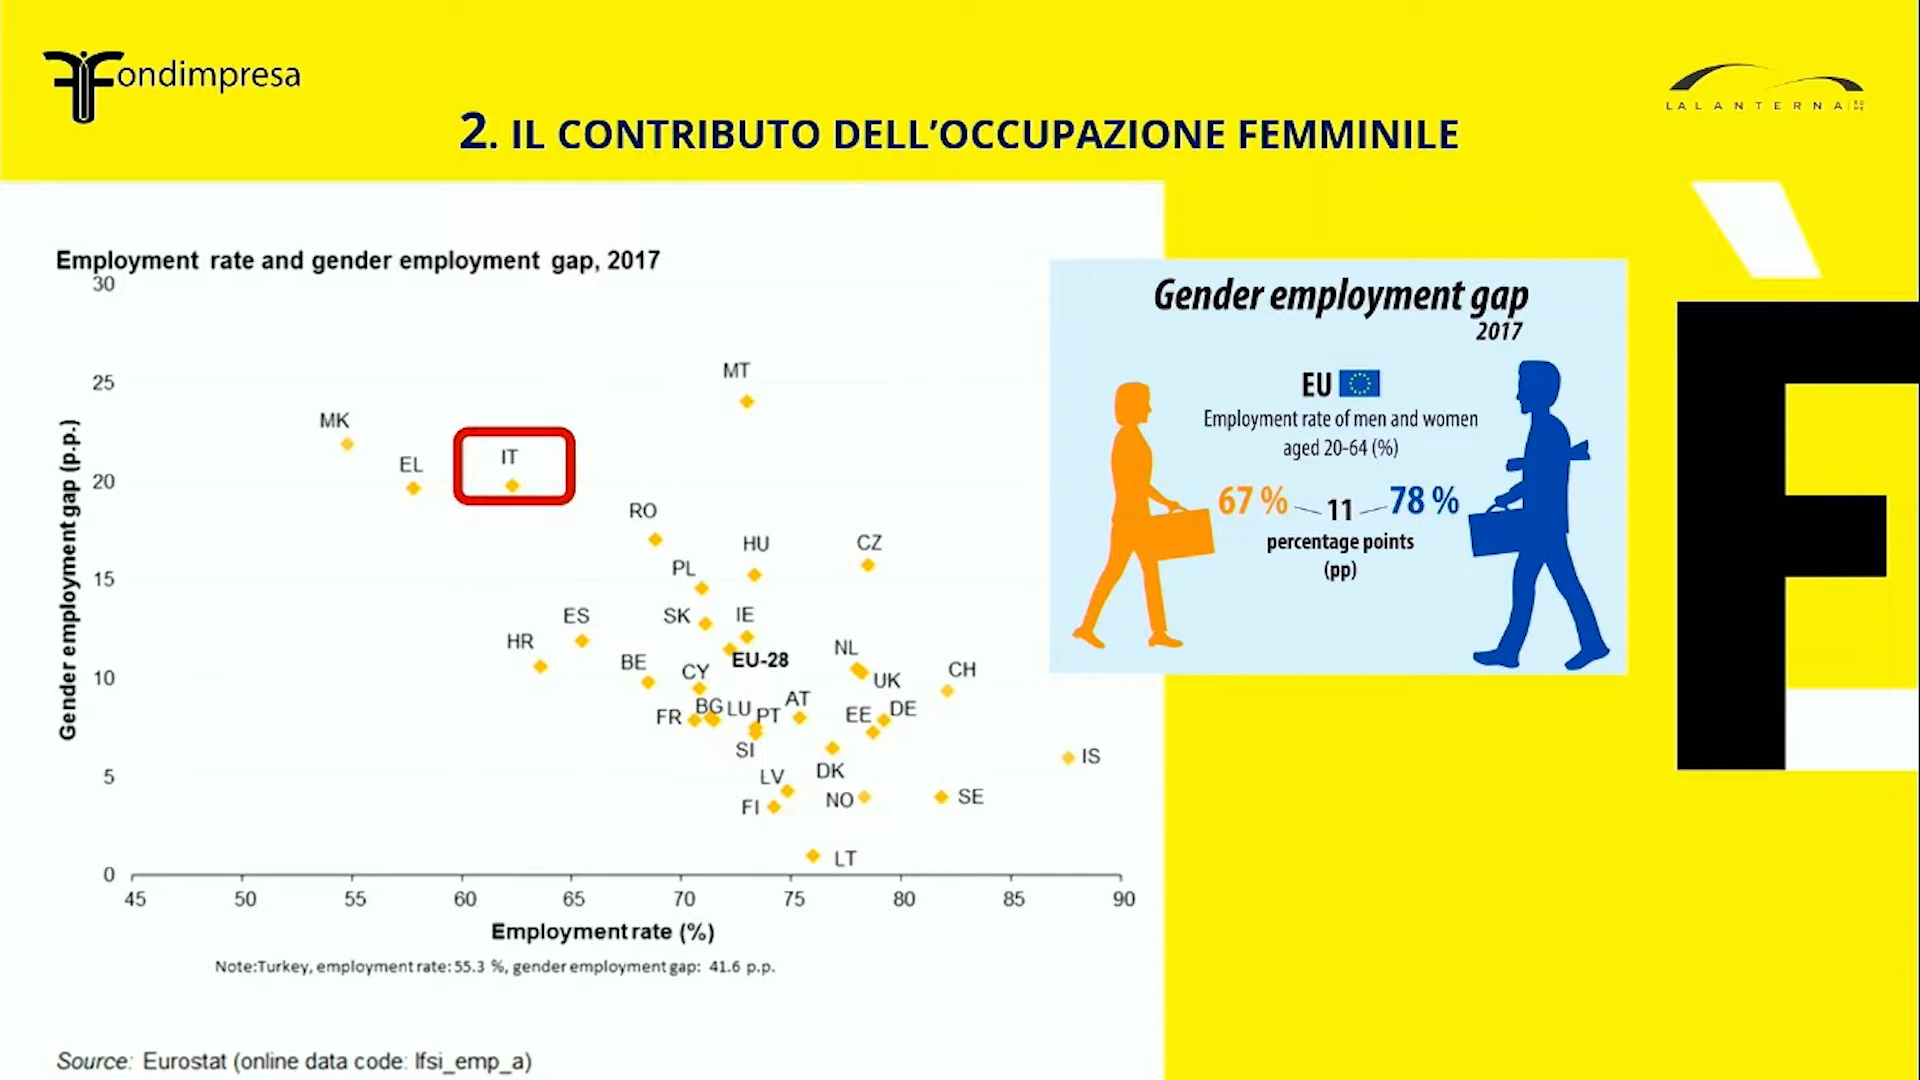 Fondimpresa
LALANTERNA
2. IL CONTRIBUTO DELL'OCCUPAZIONE FEMMINILE
Employment rate and gender employment gap, 2017
30
25
20
15
10
5
0
Gender employment gap (p.p.)
MT
MK
EL
IT
RO
HU
CZ
PL
ES
SK
IE
HR
BE
EU-28
NL
CY
UK
CH
FR
BG
LU
PT
AT
EE
DE
SI
IS
LV
DK
FI
NO
SE
LT
45
50
55
60
65
70
75
80
85
90
Employment rate (%)
Note:Turkey, employment rate: 55.3 %, gender employment gap: 41.6 p.p.
Source: Eurostat (online data code: lfsi_emp_a)
Gender employment gap
2017
EU
Employment rate of men and women
aged 20-64 (%)
67 % 11 78 %
percentage points
(pp)
È